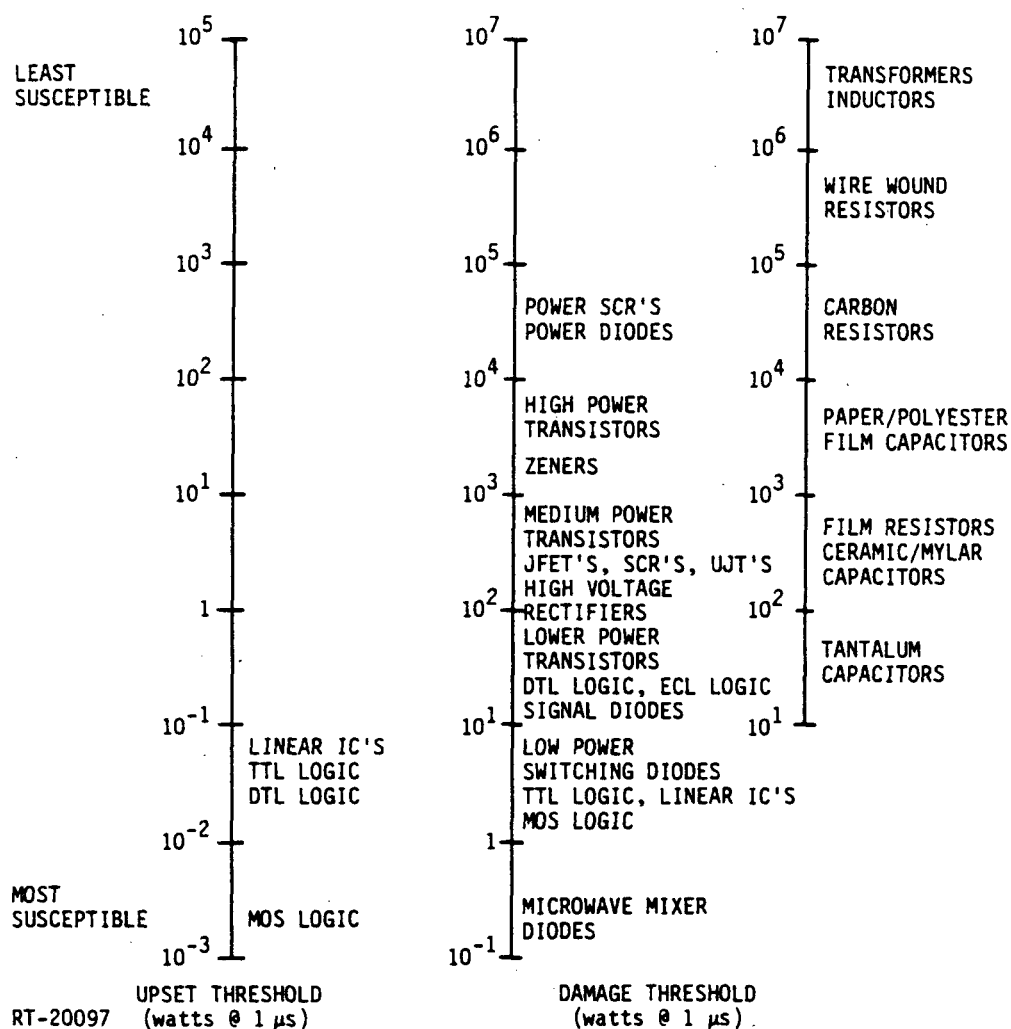 LEAST
SUSCEPTIBLE
10^5
10^4
10^3
10^2
10^1
1
10^-1
LINEAR IC'S
TTL LOGIC
DTL LOGIC
10^-2
MOST
SUSCEPTIBLE
MOS LOGIC
10^-3
UPSET THRESHOLD
(watts @ 1 µs)
RT-20097
10^7
10^6
10^5
POWER SCR'S
POWER DIODES
10^4
HIGH POWER
TRANSISTORS
ZENERS
10^3
MEDIUM POWER
TRANSISTORS
JFET'S, SCR'S, UJT'S
HIGH VOLTAGE
10^2
RECTIFIERS
LOWER POWER
TRANSISTORS
DTL LOGIC, ECL LOGIC
SIGNAL DIODES
10^1
LOW POWER
SWITCHING DIODES
TTL LOGIC, LINEAR IC'S
MOS LOGIC
1
MICROWAVE MIXER
DIODES
10^-1
10^7
TRANSFORMERS
INDUCTORS
10^6
WIRE WOUND
RESISTORS
10^5
CARBON
RESISTORS
10^4
PAPER/POLYESTER
FILM CAPACITORS
10^3
FILM RESISTORS
CERAMIC/MYLAR
CAPACITORS
10^2
TANTALUM
CAPACITORS
10^1
DAMAGE THRESHOLD
(watts @ 1 µs)